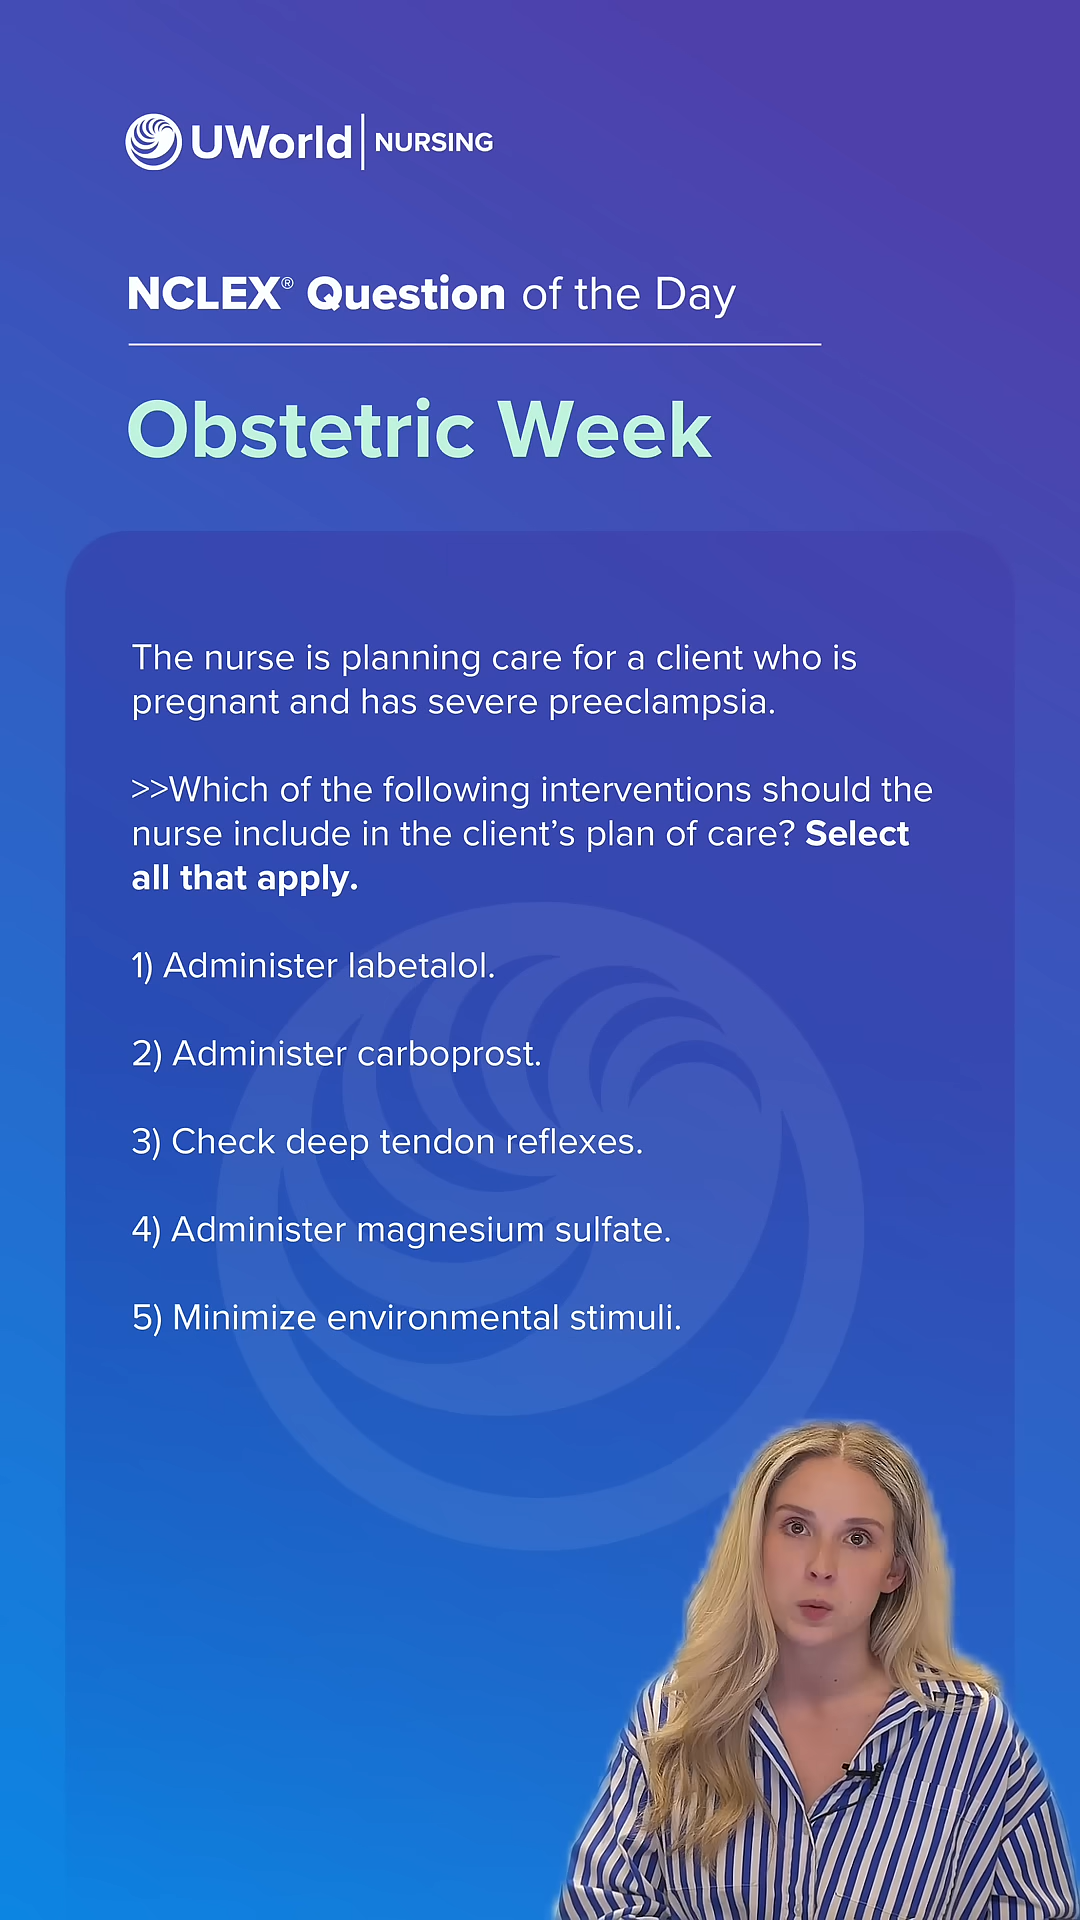 UWorld | NURSING
NCLEX® Question of the Day
Obstetric Week
The nurse is planning care for a client who is
pregnant and has severe preeclampsia.
>>Which of the following interventions should the
nurse include in the client’s plan of care? Select
all that apply.
1) Administer labetalol.
2) Administer carboprost.
3) Check deep tendon reflexes.
4) Administer magnesium sulfate.
5) Minimize environmental stimuli.